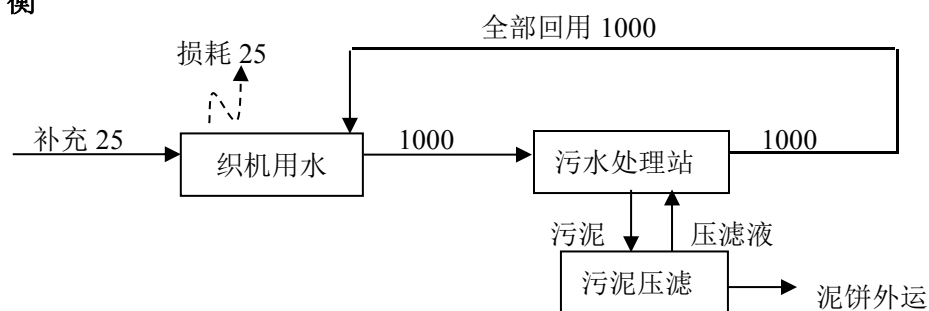 衡
全部回用 1000
损耗 25
补充 25
1000
1000
织机用水
污水处理站
污泥
压滤液
污泥压滤
泥饼外运